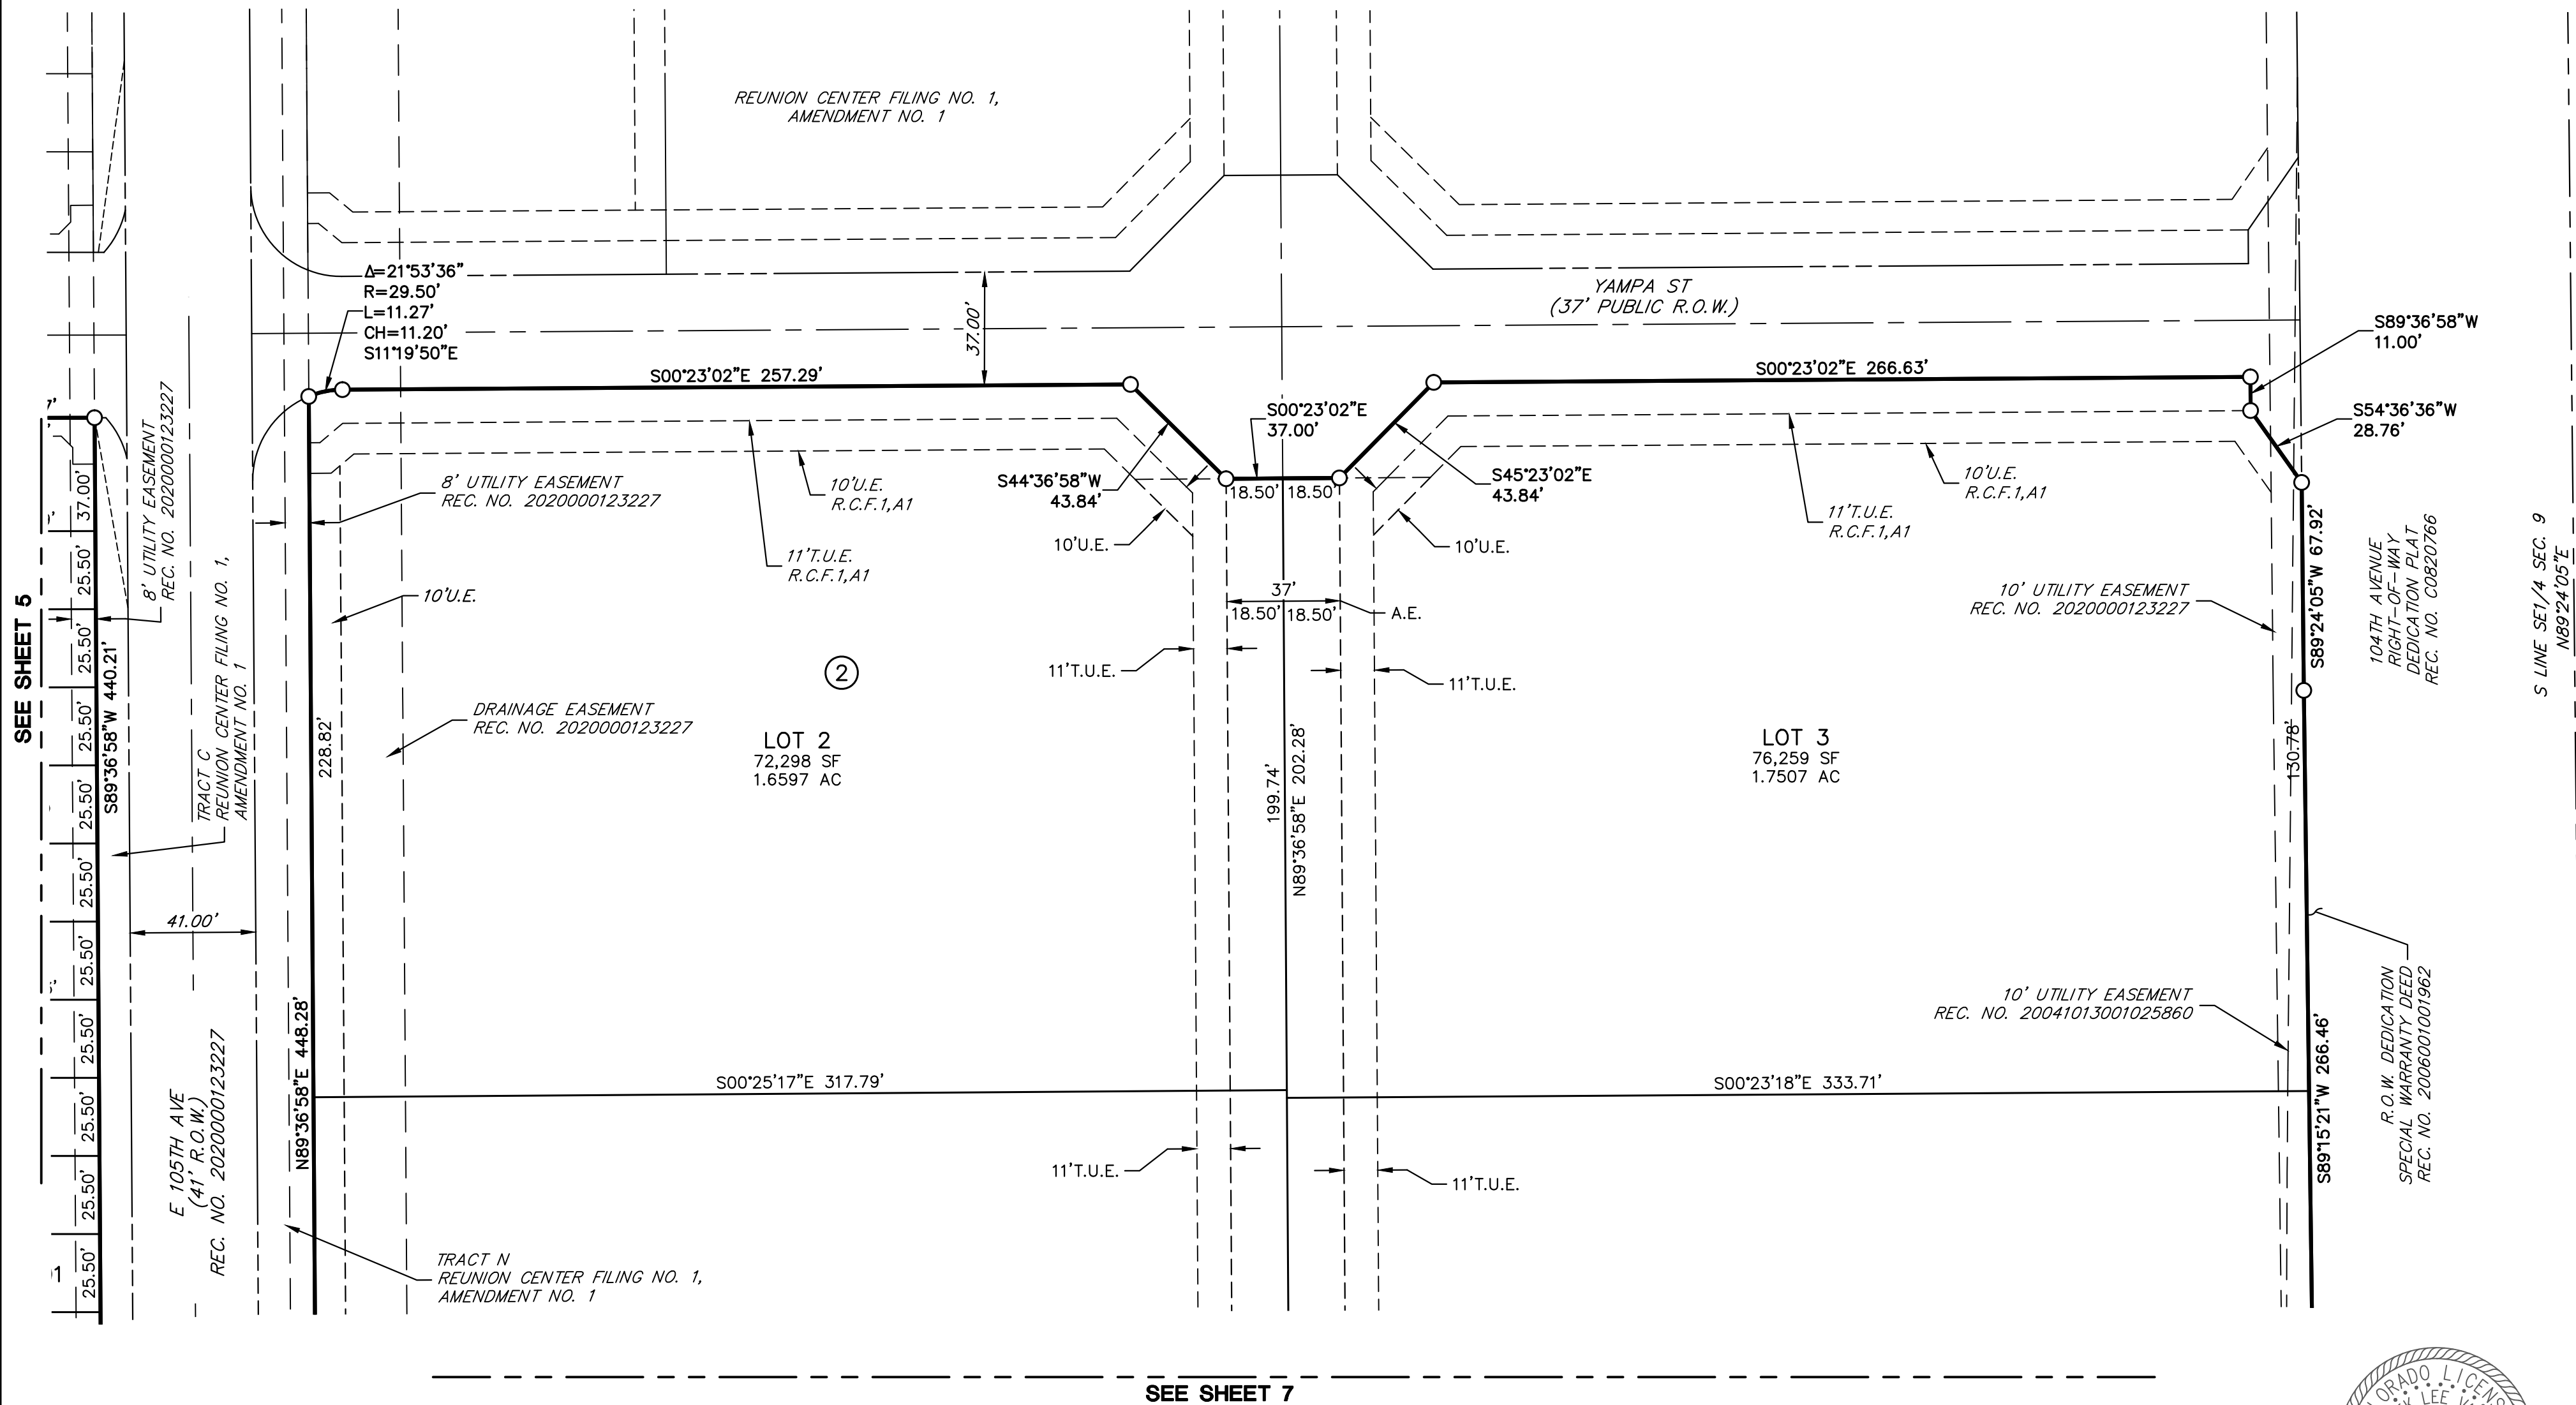 REUNION CENTER FILING NO. 1,
AMENDMENT NO. 1
Δ=21°53'36"
R=29.50'
L=11.27'
CH=11.20'
S11°19'50"E
37.00'
YAMPA ST
(37' PUBLIC R.O.W.)
S89°36'58"W
11.00'
S54°36'36"W
28.76'
S00°23'02"E 257.29'
S00°23'02"E
37.00'
S00°23'02"E 266.63'
S44°36'58"W
43.84'
18.50'
18.50'
S45°23'02"E
43.84'
8' UTILITY EASEMENT
REC. NO. 2020000123227
8' UTILITY EASEMENT
REC. NO. 2020000123227
10'U.E.
R.C.F.1,A1
11'T.U.E.
R.C.F.1,A1
10'U.E.
10'U.E.
10'U.E.
R.C.F.1,A1
11'T.U.E.
R.C.F.1,A1
10'U.E.
37'
18.50'
18.50'
A.E.
10' UTILITY EASEMENT
REC. NO. 2020000123227
S89°24'05"W 67.92'
104TH AVENUE
RIGHT-OF-WAY
DEDICATION PLAT
REC. NO. C0820766
S LINE SE1/4 SEC. 9
N89°24'05"E
SEE SHEET 5
37.00'
25.50'
25.50'
25.50'
25.50'
25.50'
25.50'
25.50'
25.50'
25.50'
25.50'
S89°36'58"W 440.21'
TRACT C
REUNION CENTER FILING NO. 1,
AMENDMENT NO. 1
228.82'
DRAINAGE EASEMENT
REC. NO. 2020000123227
2
LOT 2
72,298 SF
1.6597 AC
11'T.U.E.
11'T.U.E.
199.74'
N89°36'58"E 202.28'
LOT 3
76,259 SF
1.7507 AC
130.78'
41.00'
E 105TH AVE
(41' R.O.W.)
REC. NO. 2020000123227
N89°36'58"E 448.28'
S00°25'17"E 317.79'
S00°23'18"E 333.71'
10' UTILITY EASEMENT
REC. NO. 20041013001025860
R.O.W. DEDICATION
SPECIAL WARRANTY DEED
REC. NO. 2006001001962
S89°15'21"W 266.46'
11'T.U.E.
11'T.U.E.
TRACT N
REUNION CENTER FILING NO. 1,
AMENDMENT NO. 1
SEE SHEET 7